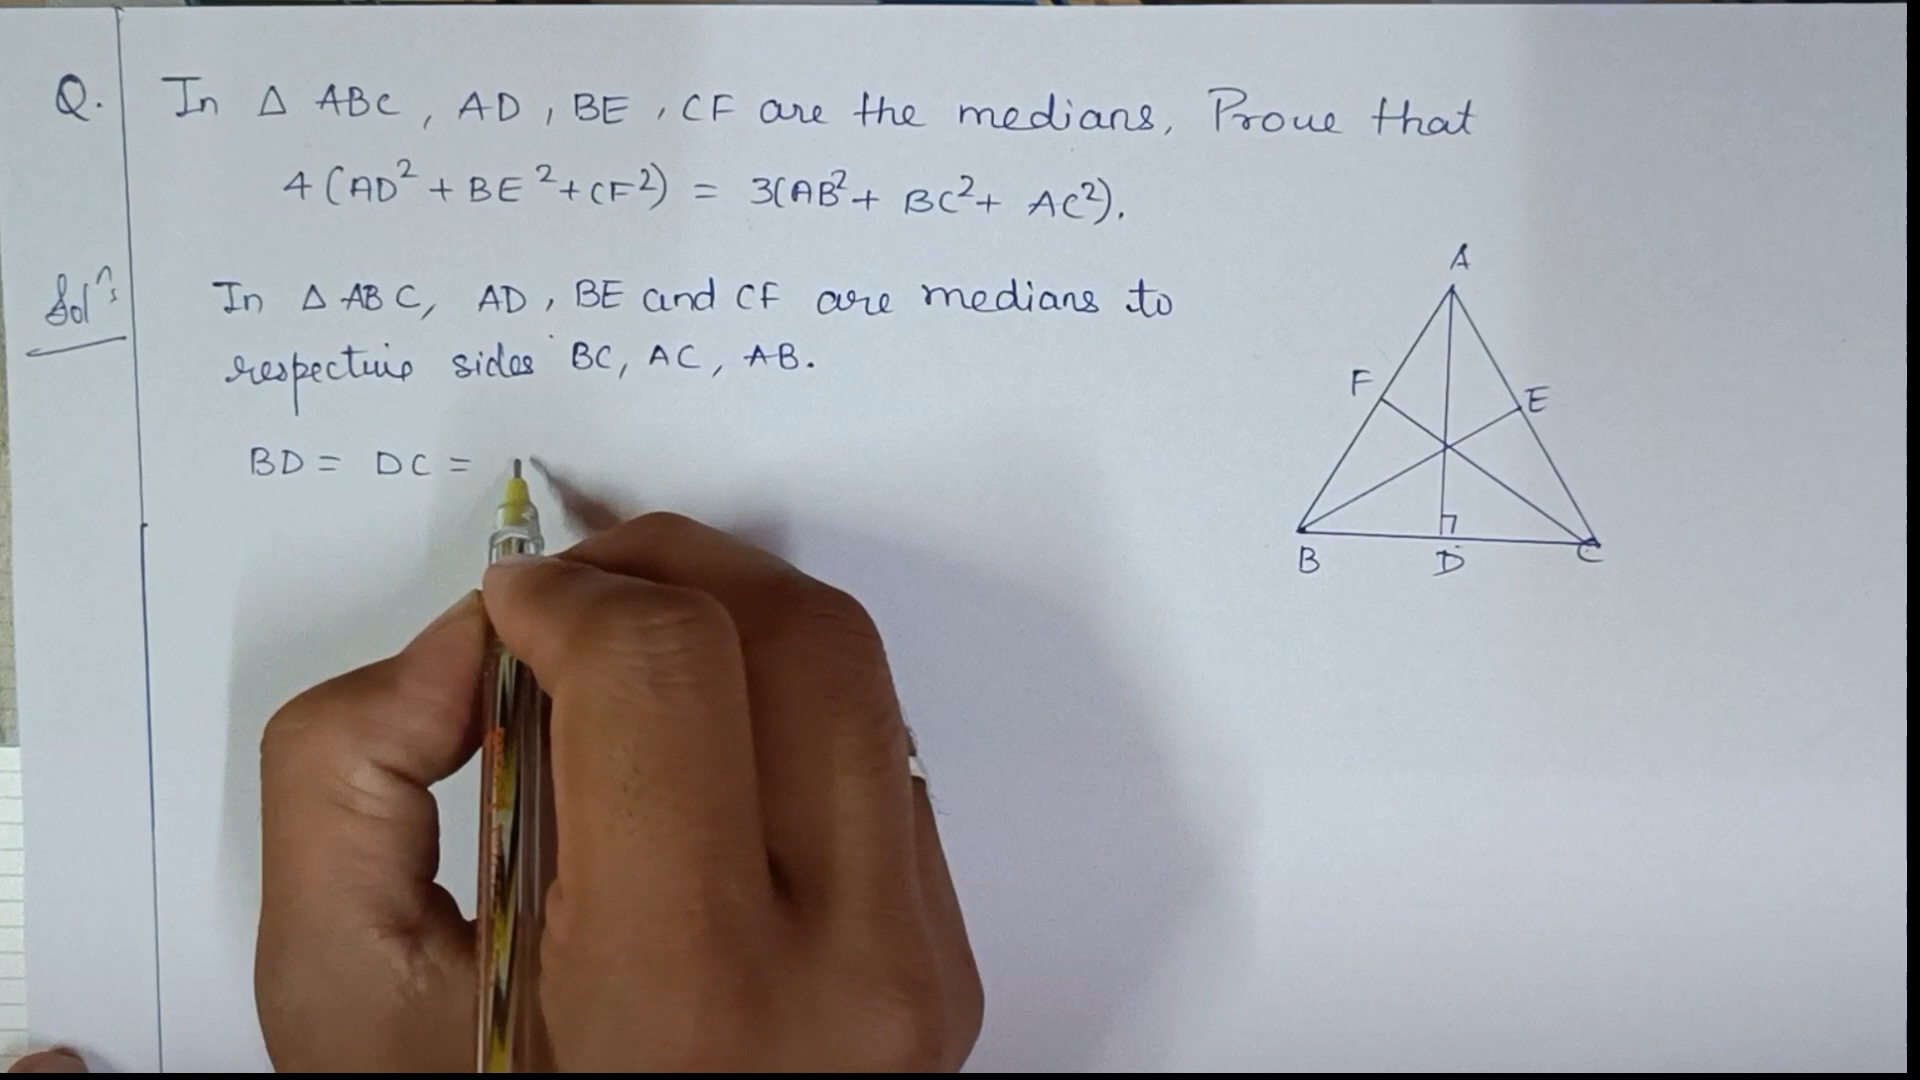 Q. In Δ ABC, AD, BE, CF are the medians, Prove that
4(AD²+BE²+CF²) = 3(AB²+ BC²+ AC²).
Solⁿ: In Δ ABC, AD, BE and CF are medians to
respective sides BC, AC, AB.
BD = DC =
A
F
E
B
D
C